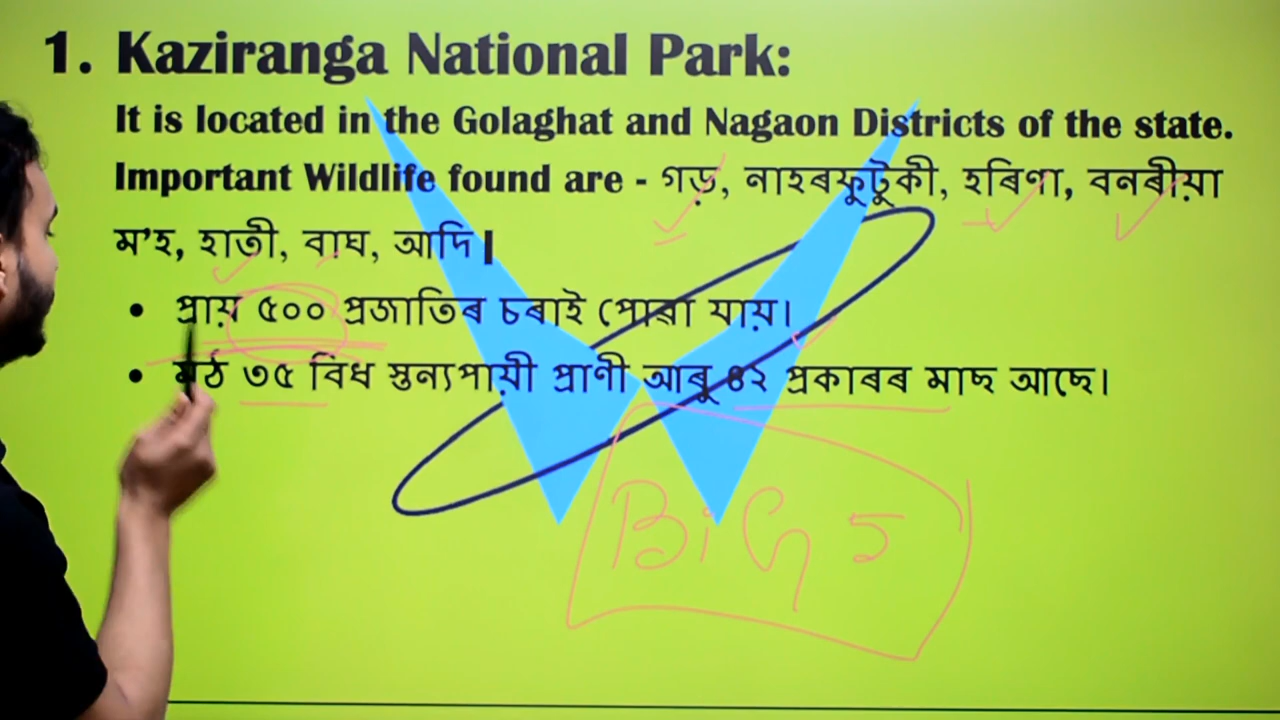 1. Kaziranga National Park:
It is located in the Golaghat and Nagaon Districts of the state.
Important Wildlife found are - গড়, নাহৰফুটুকী, হৰিণা, বনৰীয়া
ম’হ, হাতী, বাঘ, আদি|
• প্ৰায় ৫০০ প্ৰজাতিৰ চৰাই পোৱা যায়।
• মুঠ ৩৫ বিধ স্তন্যপায়ী প্ৰাণী আৰু ৪২ প্ৰকাৰৰ মাছ আছে।
BiG 5